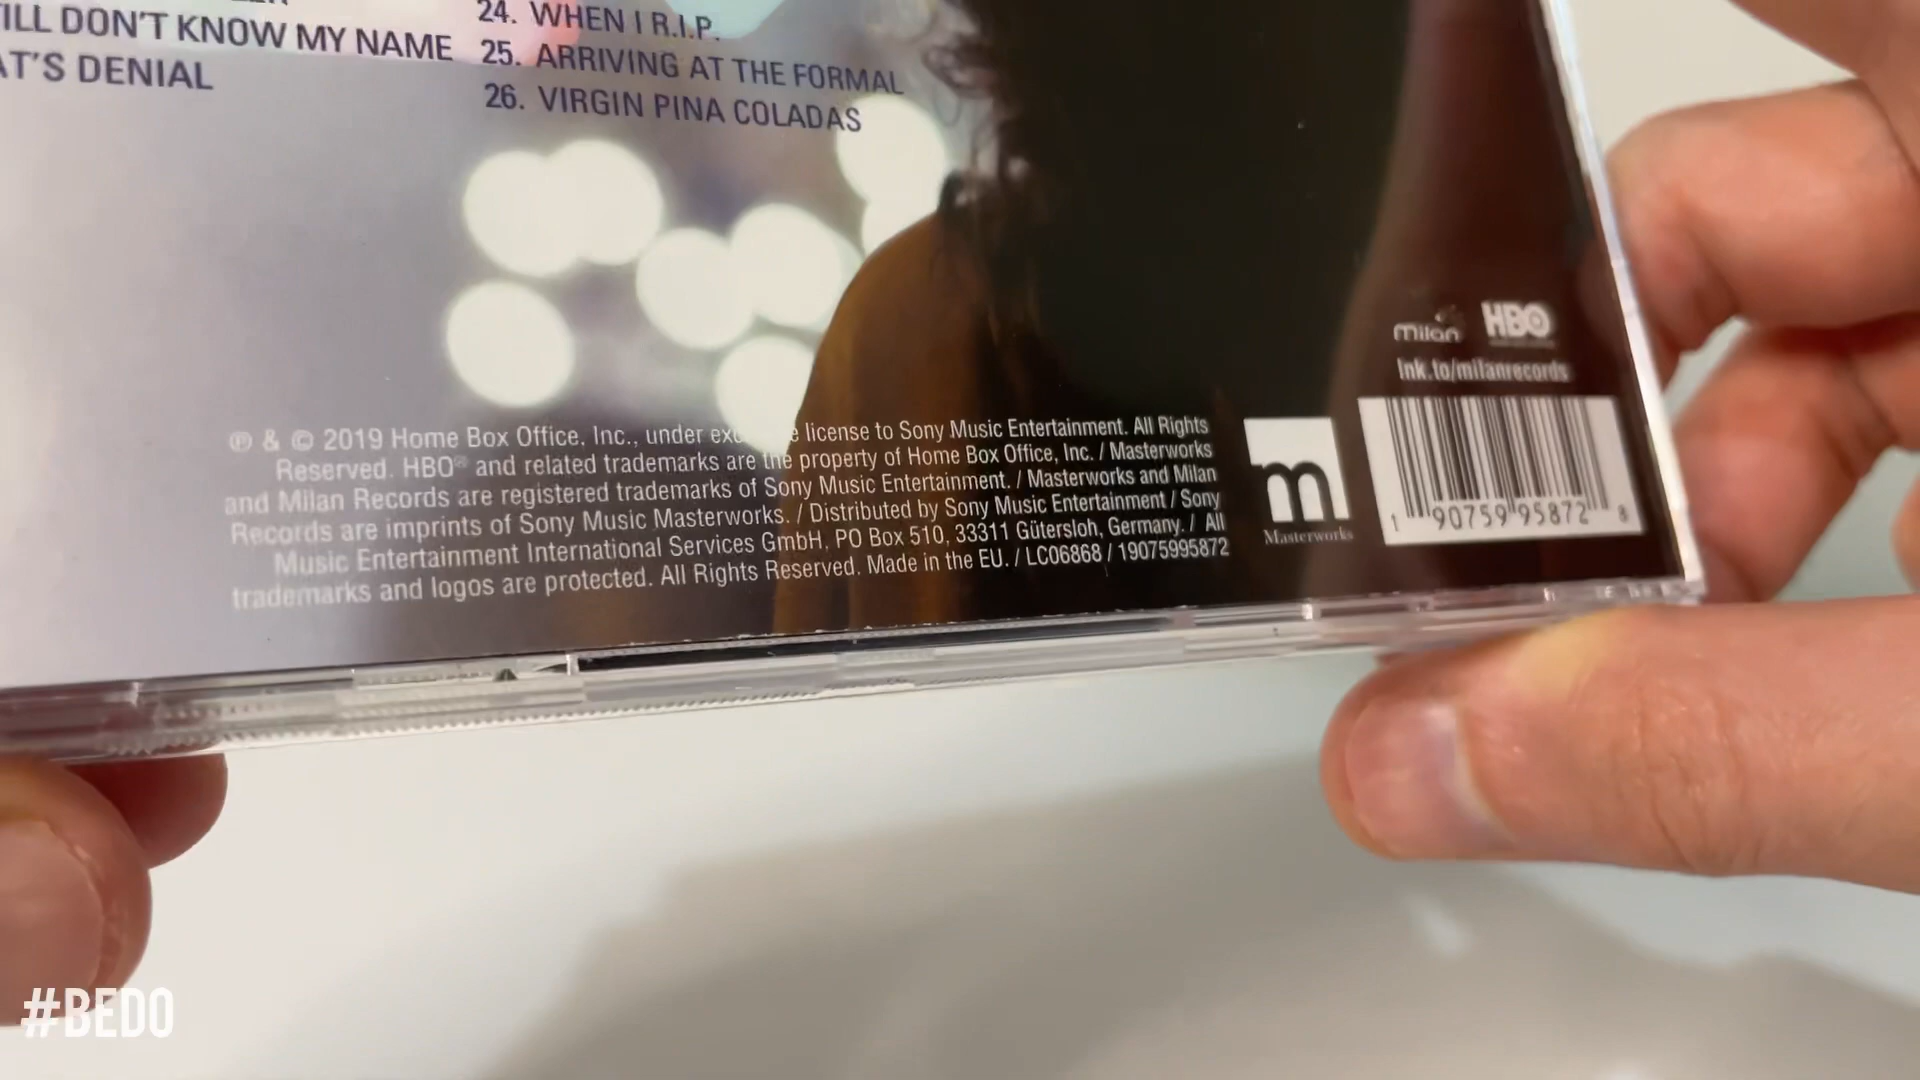 ILL DON'T KNOW MY NAME
AT'S DENIAL
24. WHEN I R.I.P.
25. ARRIVING AT THE FORMAL
26. VIRGIN PINA COLADAS
milan HBO
lnk.to/milanrecords
℗ & © 2019 Home Box Office, Inc., under license to Sony Music Entertainment. All Rights
Reserved. HBO® and related trademarks are the property of Home Box Office, Inc. / Masterworks
and Milan Records are registered trademarks of Sony Music Entertainment. / Masterworks and Milan
Records are imprints of Sony Music Masterworks. / Distributed by Sony Music Entertainment / Sony
Music Entertainment International Services GmbH, PO Box 510, 33311 Gütersloh, Germany. / All
trademarks and logos are protected. All Rights Reserved. Made in the EU. / LC06868 / 19075995872
m
Masterworks
1 90759 95872 8
#BEDO